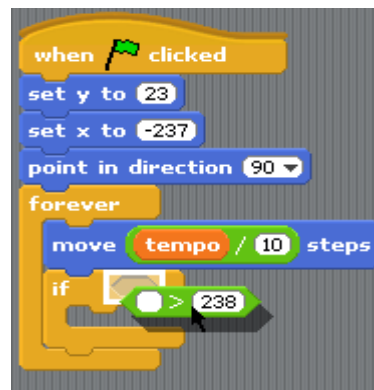 when clicked
set y to 23
set x to -237
point in direction 90
forever
move tempo / 10 steps
if
> 238